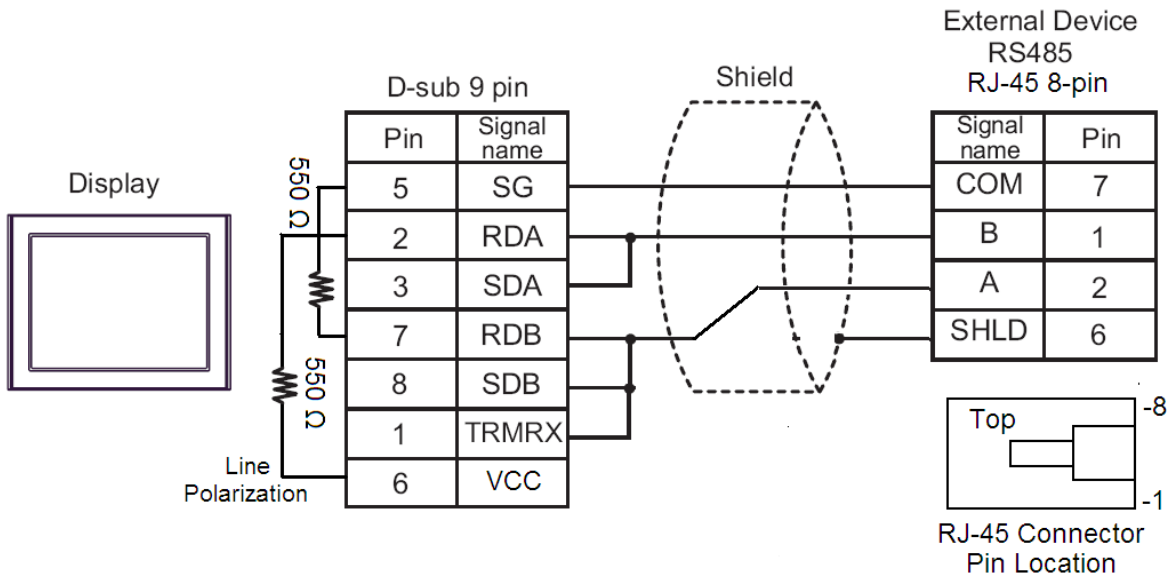 External Device
RS485
RJ-45 8-pin
D-sub 9 pin
Shield
Display
Pin Signal name
5 SG
2 RDA
3 SDA
7 RDB
8 SDB
1 TRMRX
6 VCC
550 Ω
550 Ω
Line
Polarization
Signal name Pin
COM 7
B 1
A 2
SHLD 6
Top
-8
-1
RJ-45 Connector
Pin Location